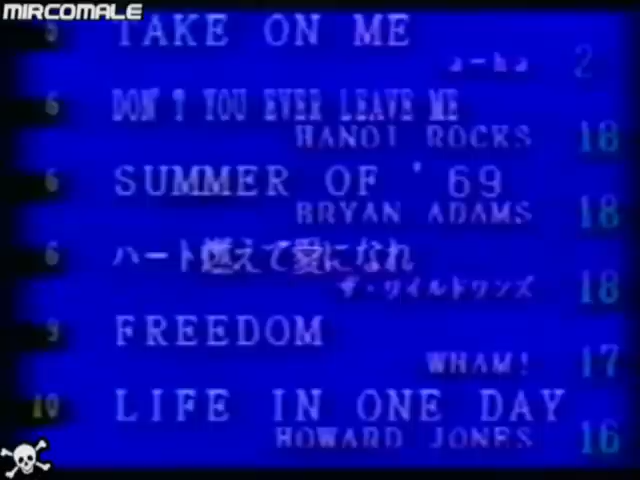 MIRCOMALE
5 TAKE ON ME
a-ha 2
6 DON'T YOU EVER LEAVE ME
HANOI ROCKS 18
6 SUMMER OF '69
BRYAN ADAMS 18
6 ハート燃えて愛になれ
ザ・ワイルドワンズ 18
9 FREEDOM
WHAM! 17
10 LIFE IN ONE DAY
HOWARD JONES 16